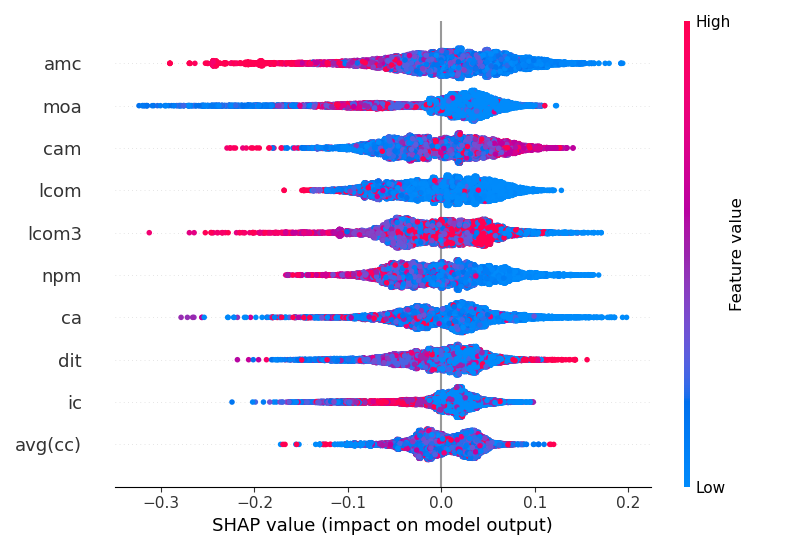 High
amc
moa
cam
lcom
lcom3
npm
ca
dit
ic
avg(cc)
Feature value
Low
−0.3 −0.2 −0.1 0.0 0.1 0.2
SHAP value (impact on model output)